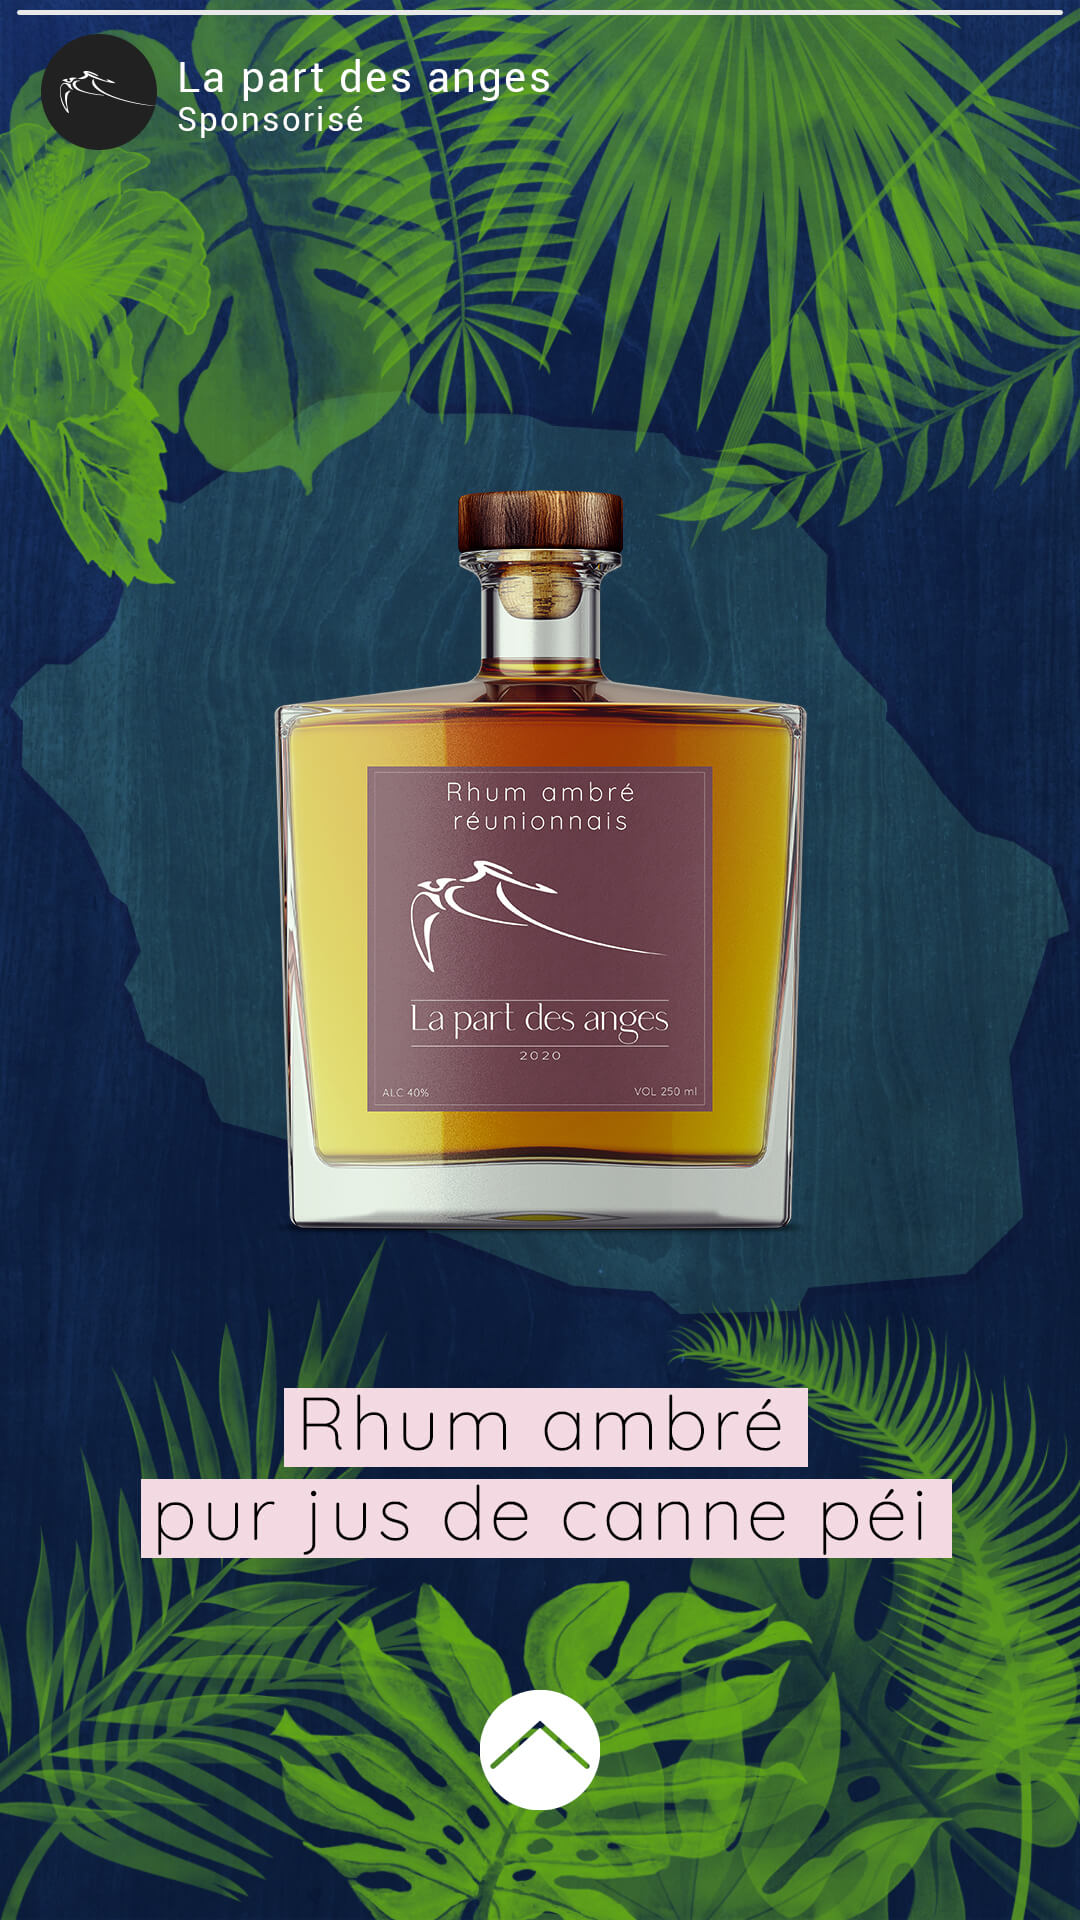 La part des anges
Sponsorisé
Rhum ambré
réunionnais
La part des anges
2020
ALC 40%
VOL 250 ml
Rhum ambré
pur jus de canne péi